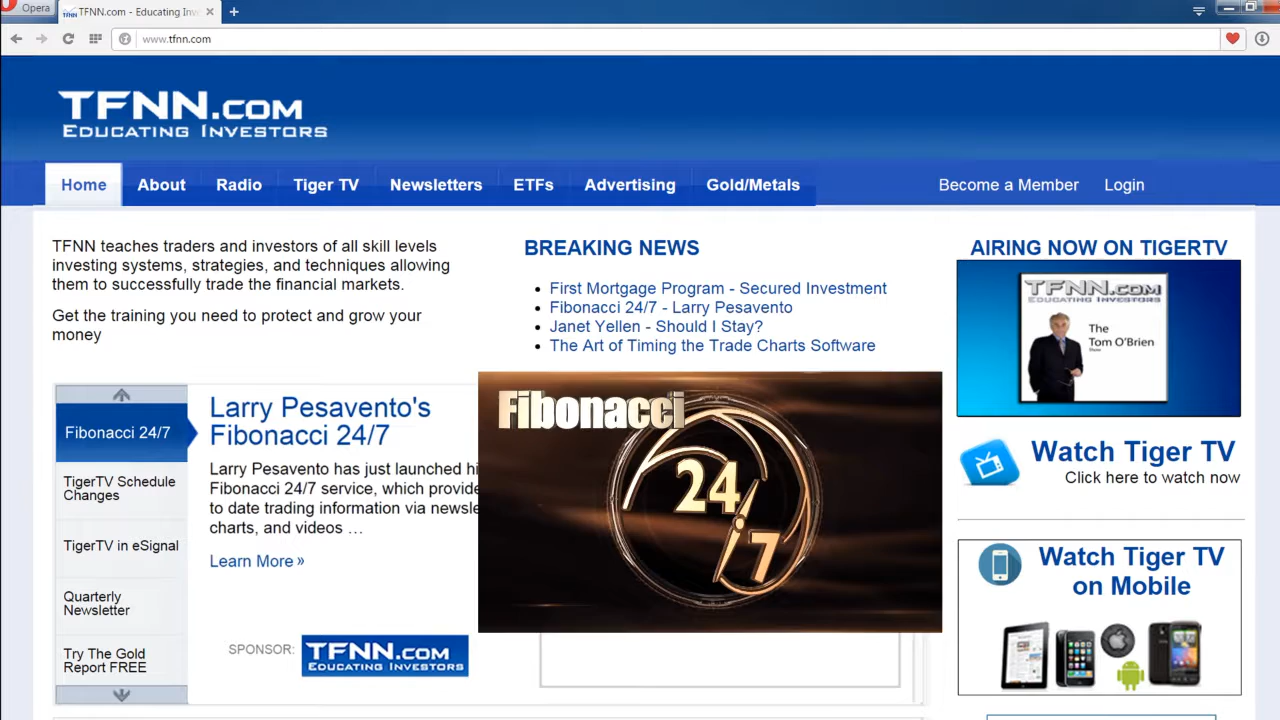 Opera
TFNN.com - Educating Inv
www.tfnn.com
TFNN.COM
EDUCATING INVESTORS
Home
About
Radio
Tiger TV
Newsletters
ETFs
Advertising
Gold/Metals
Become a Member
Login
TFNN teaches traders and investors of all skill levels
investing systems, strategies, and techniques allowing
them to successfully trade the financial markets.
Get the training you need to protect and grow your
money
BREAKING NEWS
First Mortgage Program - Secured Investment
Fibonacci 24/7 - Larry Pesavento
Janet Yellen - Should I Stay?
The Art of Timing the Trade Charts Software
AIRING NOW ON TIGERTV
TFNN.COM
EDUCATING INVESTORS
The
Tom O'Brien
Show
Watch Tiger TV
Click here to watch now
Watch Tiger TV
on Mobile
Fibonacci 24/7
TigerTV Schedule
Changes
TigerTV in eSignal
Quarterly
Newsletter
Try The Gold
Report FREE
Larry Pesavento's
Fibonacci 24/7
Larry Pesavento has just launched hi
Fibonacci 24/7 service, which provide
to date trading information via newsle
charts, and videos …
Learn More »
SPONSOR:
TFNN.COM
EDUCATING INVESTORS
Fibonacci
24
7